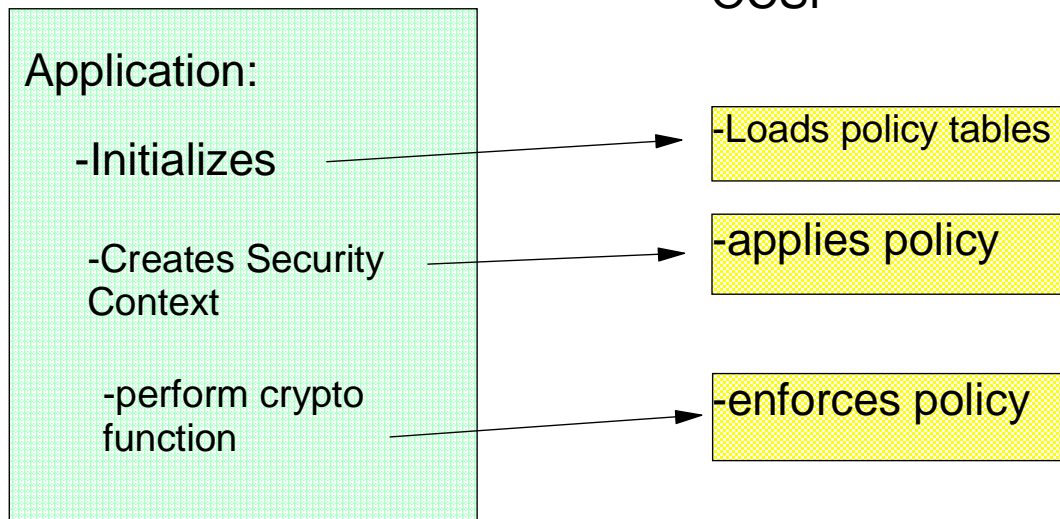 Application:
-Initializes
-Creates Security
Context
-perform crypto
function
-Loads policy tables
-applies policy
-enforces policy